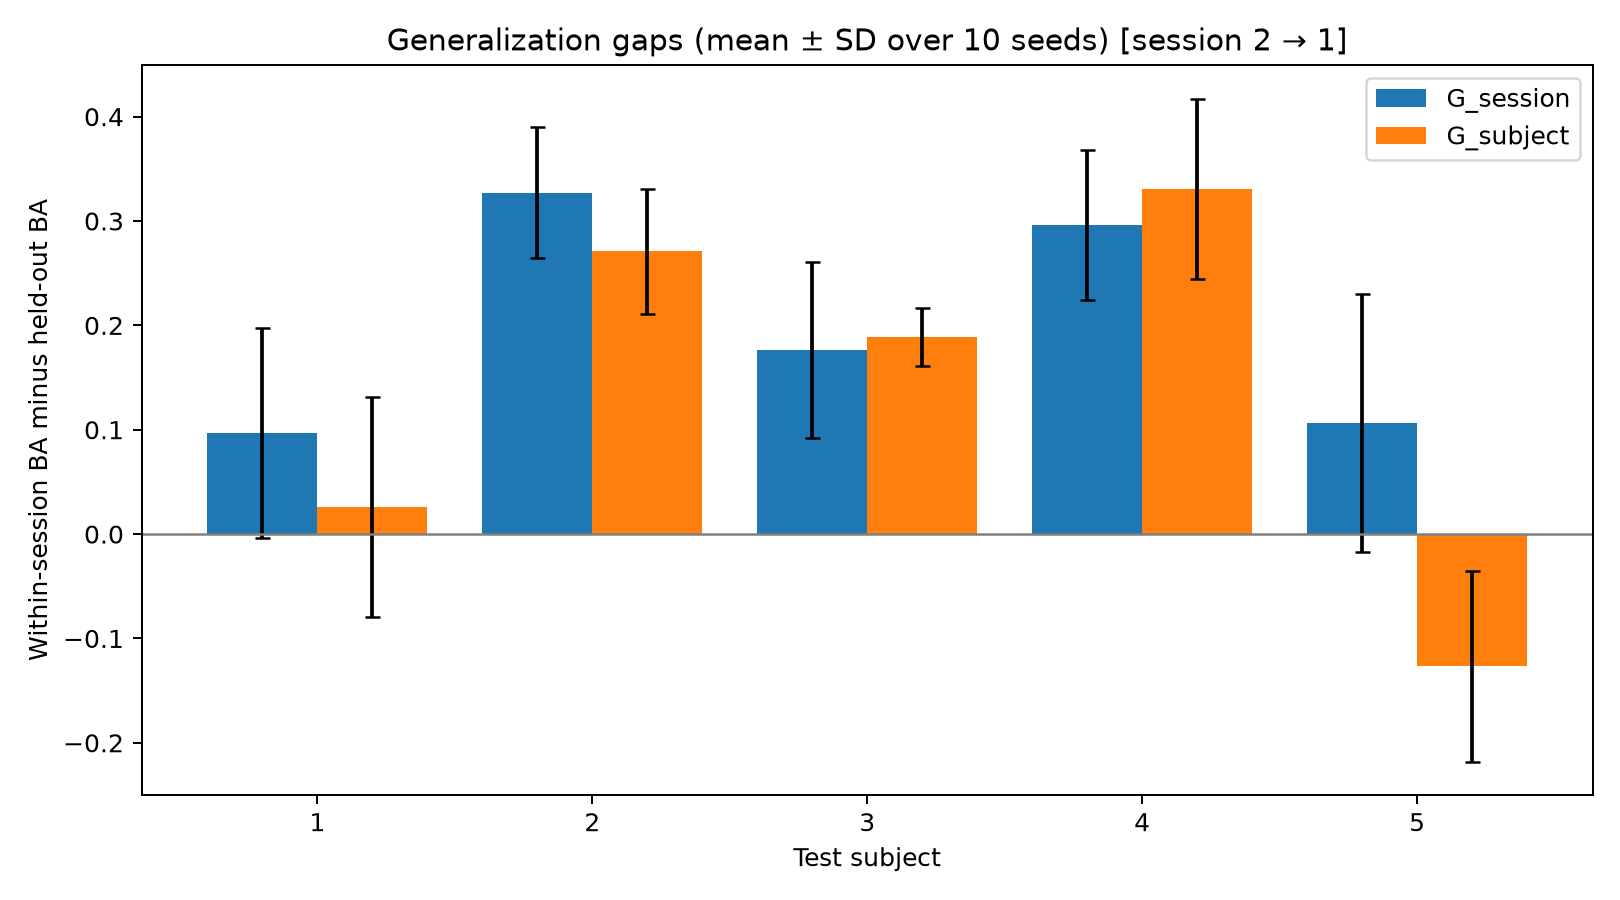 Generalization gaps (mean ± SD over 10 seeds) [session 2 → 1]
G_session
G_subject
Within-session BA minus held-out BA
0.4
0.3
0.2
0.1
0.0
−0.1
−0.2
1 2 3 4 5
Test subject